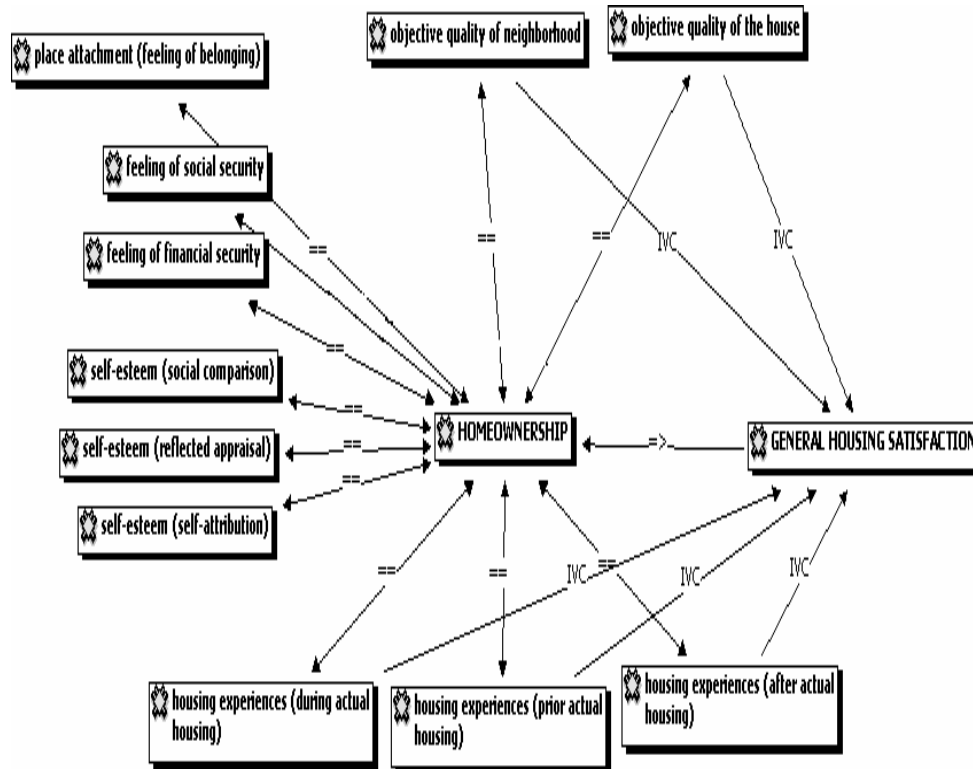 objective quality of neighborhood
objective quality of the house
place attachment (feeling of belonging)
feeling of social security
==
feeling of financial security
==
==
IVC
IVC
==
self-esteem (social comparison)
==
HOMEOWNERSHIP
=>
GENERAL HOUSING SATISFACTION
self-esteem (reflected appraisal)
==
==
self-esteem (self-attribution)
==
==
IVC
==
IVC
IVC
housing experiences (during actual
housing)
housing experiences (prior actual
housing)
housing experiences (after actual
housing)